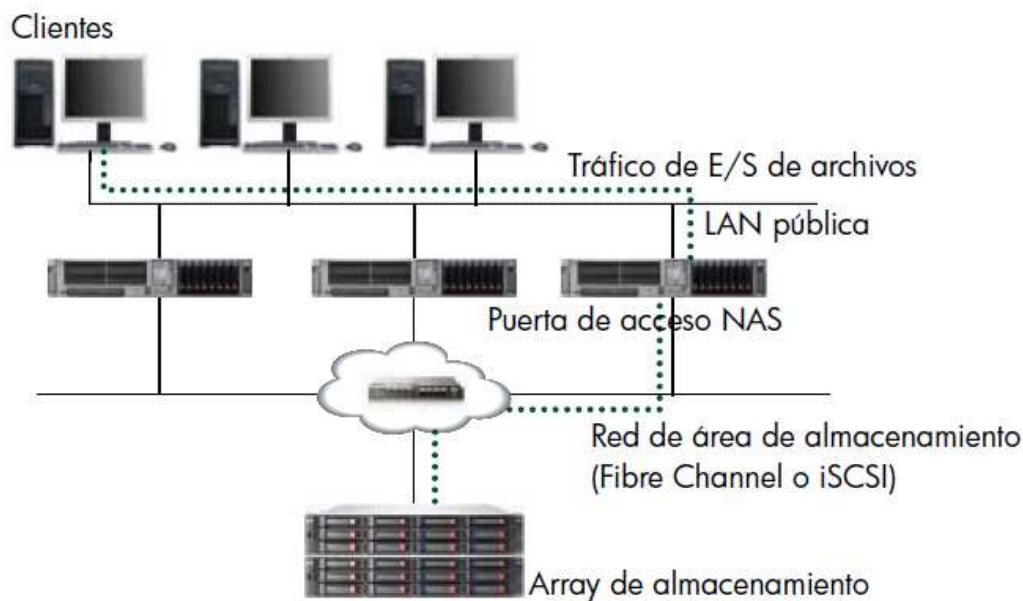 Clientes
Tráfico de E/S de archivos
LAN pública
Puerta de acceso NAS
Red de área de almacenamiento
(Fibre Channel o iSCSI)
Array de almacenamiento